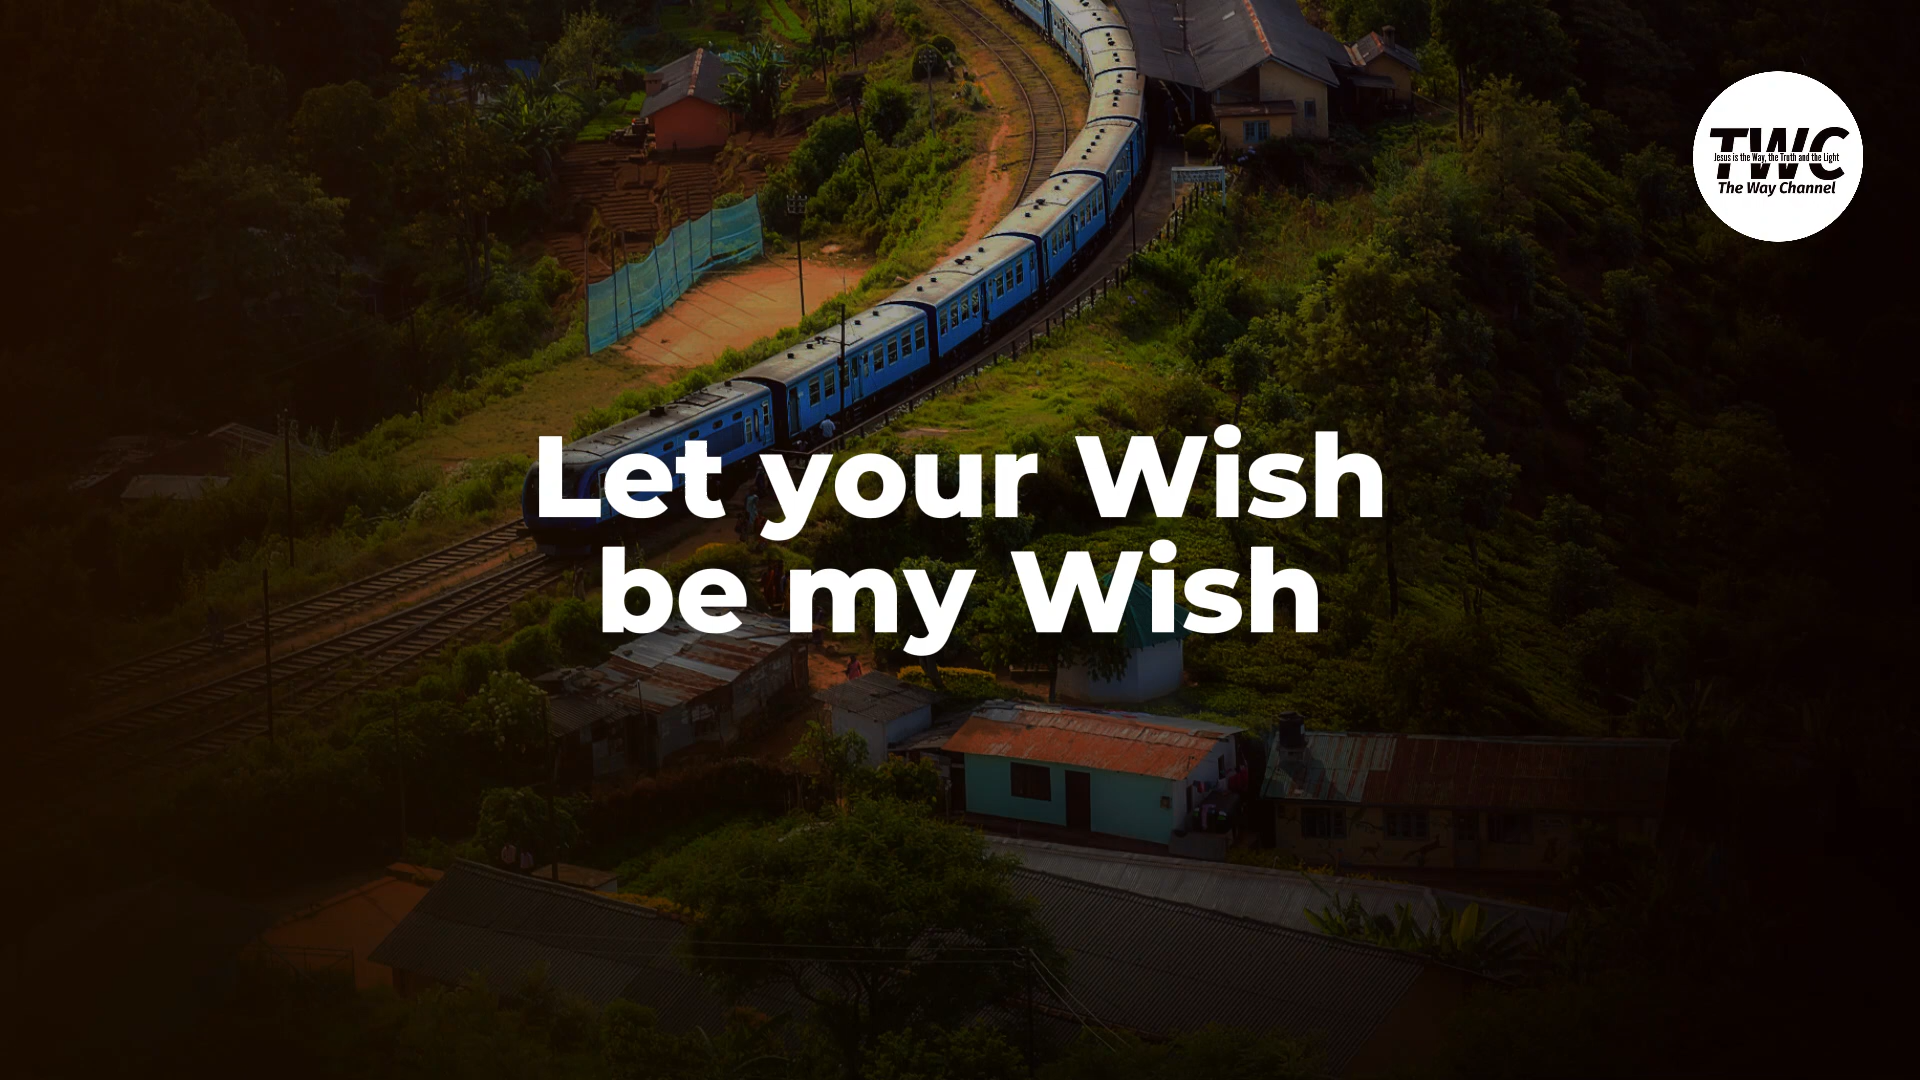 TWC
Jesus is the Way, the Truth and the Light
The Way Channel
Let your Wish
be my Wish